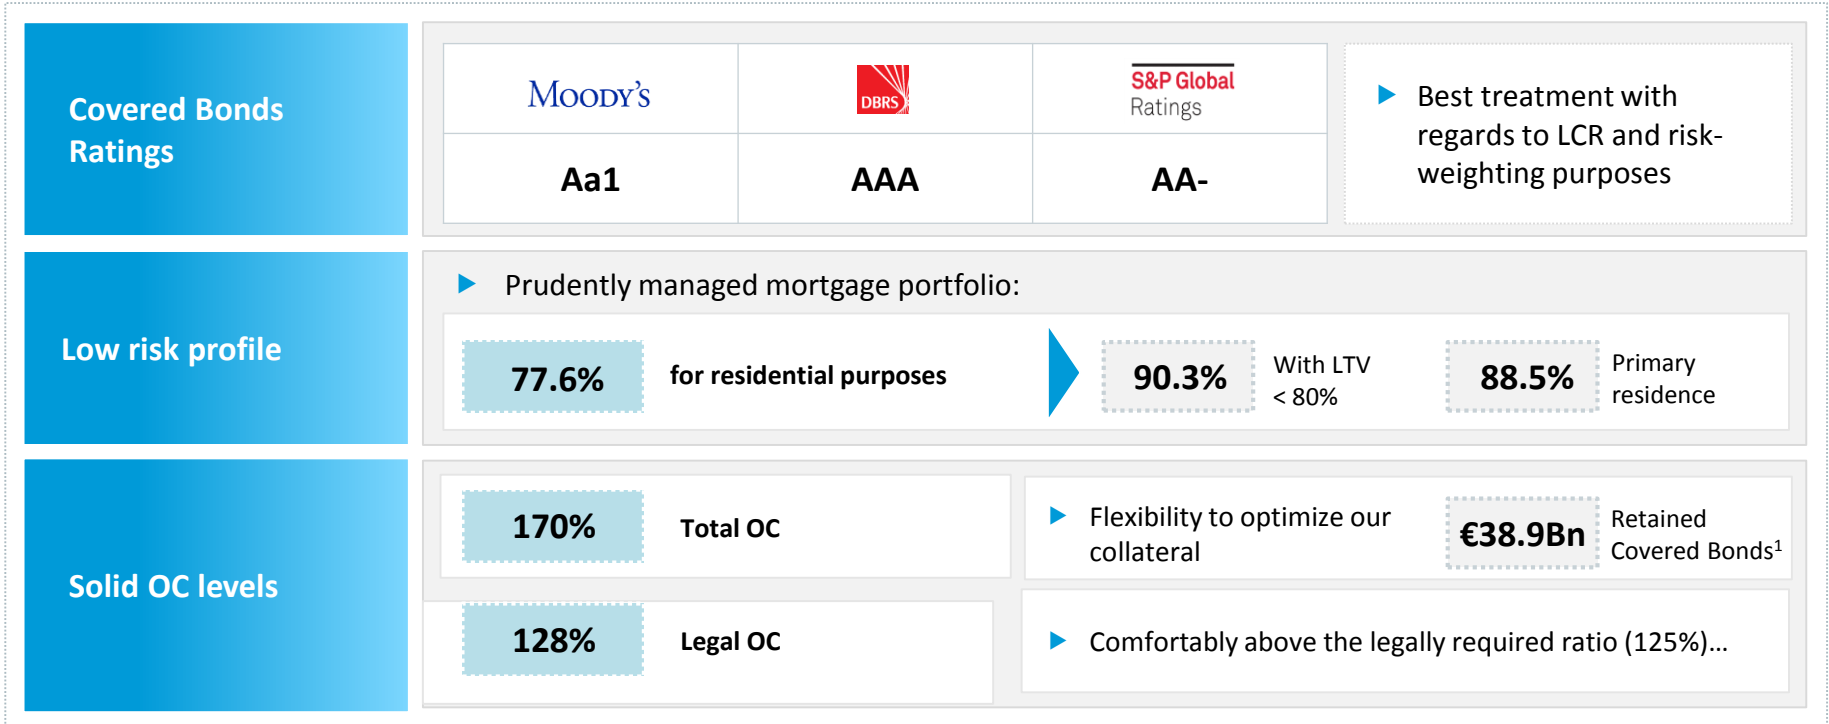 Covered Bonds
Ratings
MOODY'S
DBRS
S&P Global
Ratings
Aa1
AAA
AA-
Best treatment with
regards to LCR and risk-
weighting purposes
Low risk profile
Prudently managed mortgage portfolio:
77.6%
for residential purposes
90.3%
With LTV
< 80%
88.5%
Primary
residence
Solid OC levels
170%
Total OC
Flexibility to optimize our
collateral
€38.9Bn
Retained
Covered Bonds¹
128%
Legal OC
Comfortably above the legally required ratio (125%)...